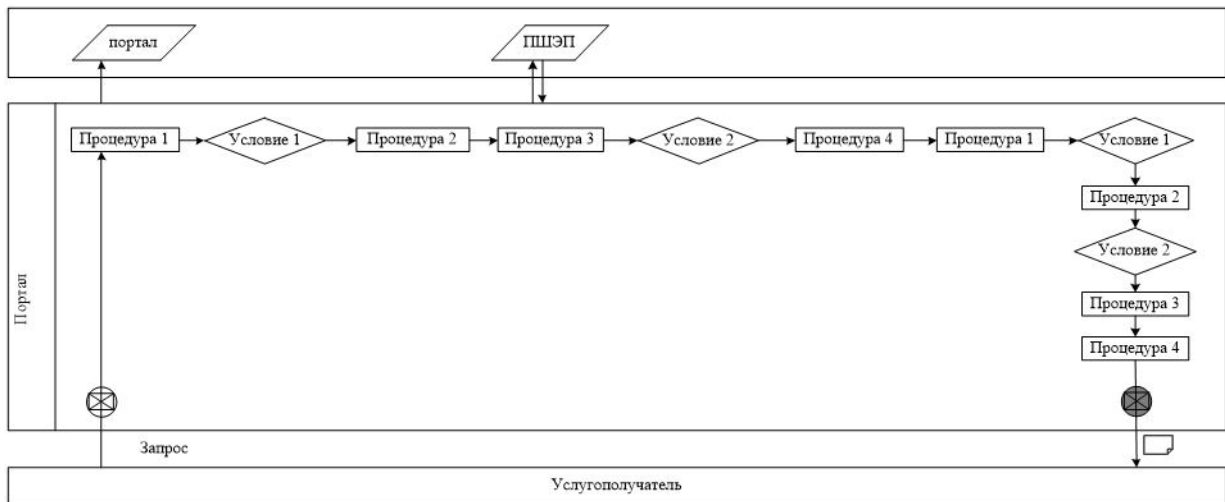 портал
ПШЭП
Процедура 1
Условие 1
Процедура 2
Процедура 3
Условие 2
Процедура 4
Процедура 1
Условие 1
Процедура 2
Условие 2
Процедура 3
Процедура 4
Портал
Запрос
Услугополучатель